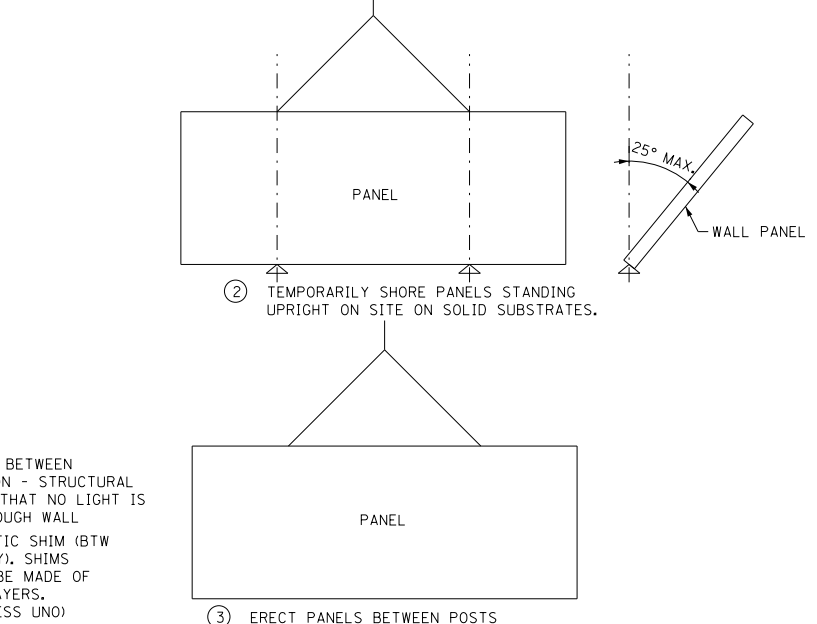 PANEL
25° MAX.
WALL PANEL
2 TEMPORARILY SHORE PANELS STANDING
UPRIGHT ON SITE ON SOLID SUBSTRATES.
BETWEEN
ON - STRUCTURAL
THAT NO LIGHT IS
OUGH WALL
TIC SHIM (BTW
Y). SHIMS
BE MADE OF
AYERS.
ESS UNO)
PANEL
3 ERECT PANELS BETWEEN POSTS